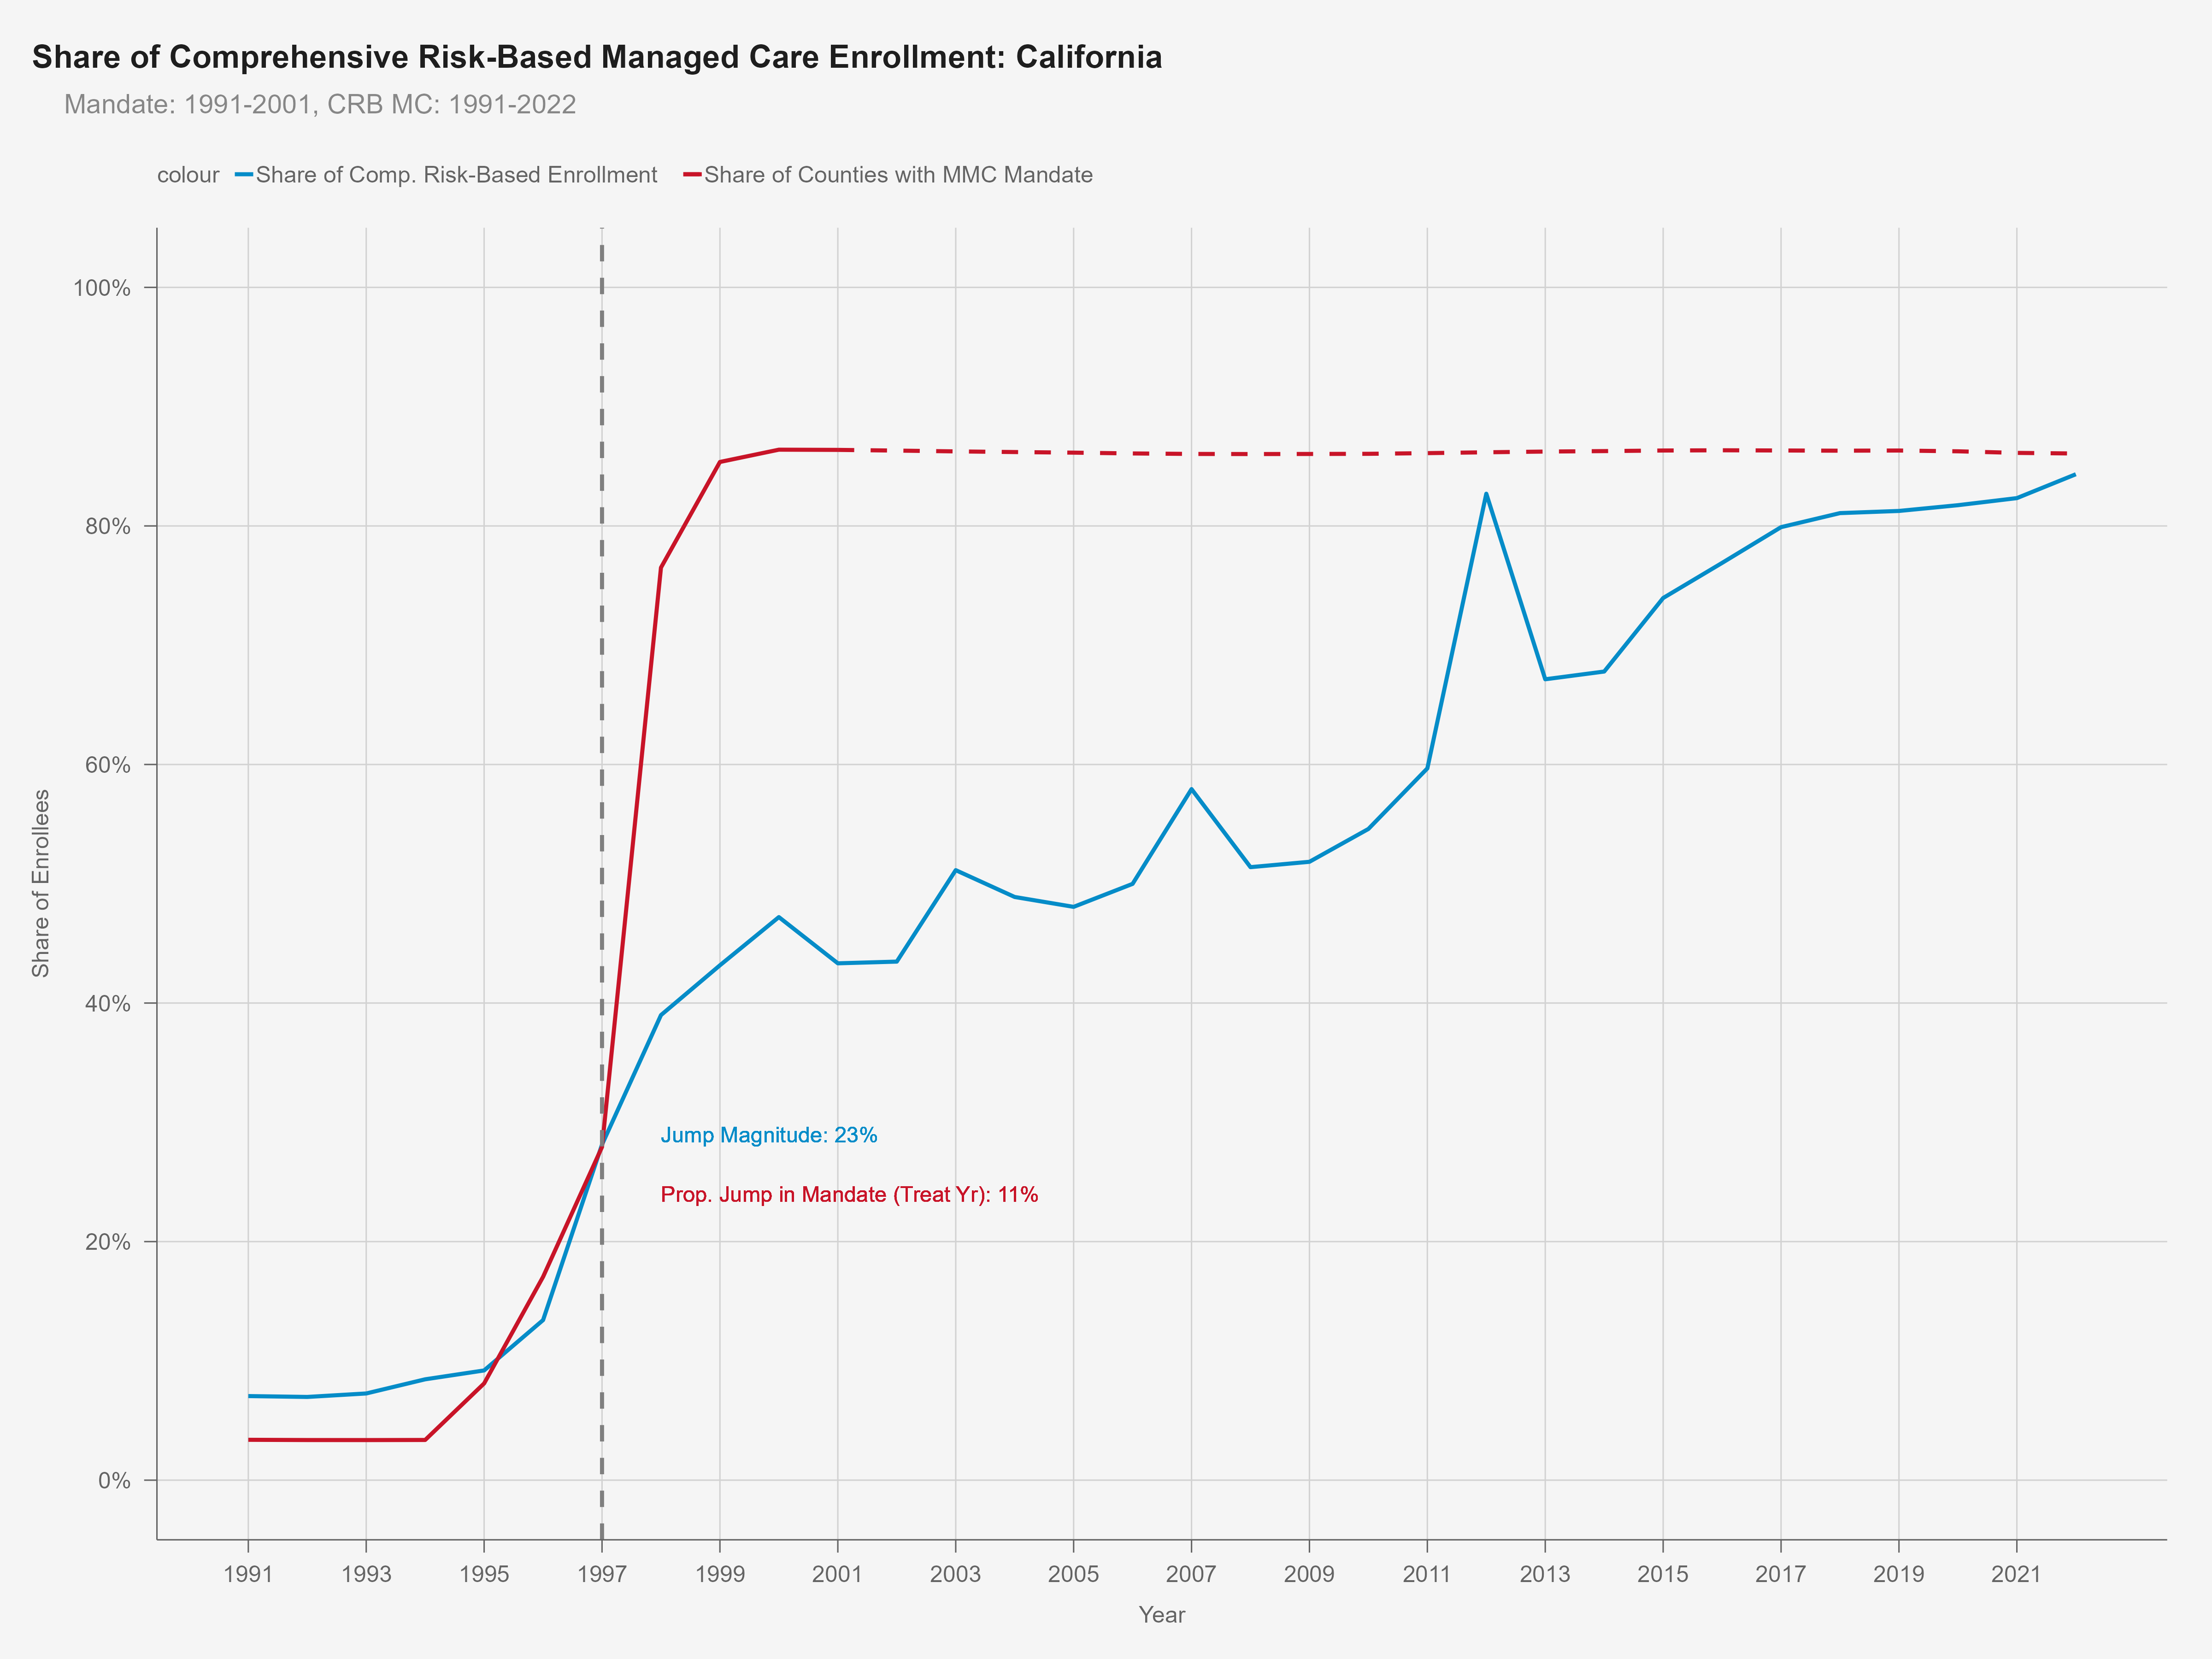 Share of Comprehensive Risk-Based Managed Care Enrollment: California
Mandate: 1991-2001, CRB MC: 1991-2022
colour Share of Comp. Risk-Based Enrollment Share of Counties with MMC Mandate
100%
80%
60%
40%
20%
0%
Share of Enrollees
Jump Magnitude: 23%
Prop. Jump in Mandate (Treat Yr): 11%
1991 1993 1995 1997 1999 2001 2003 2005 2007 2009 2011 2013 2015 2017 2019 2021
Year